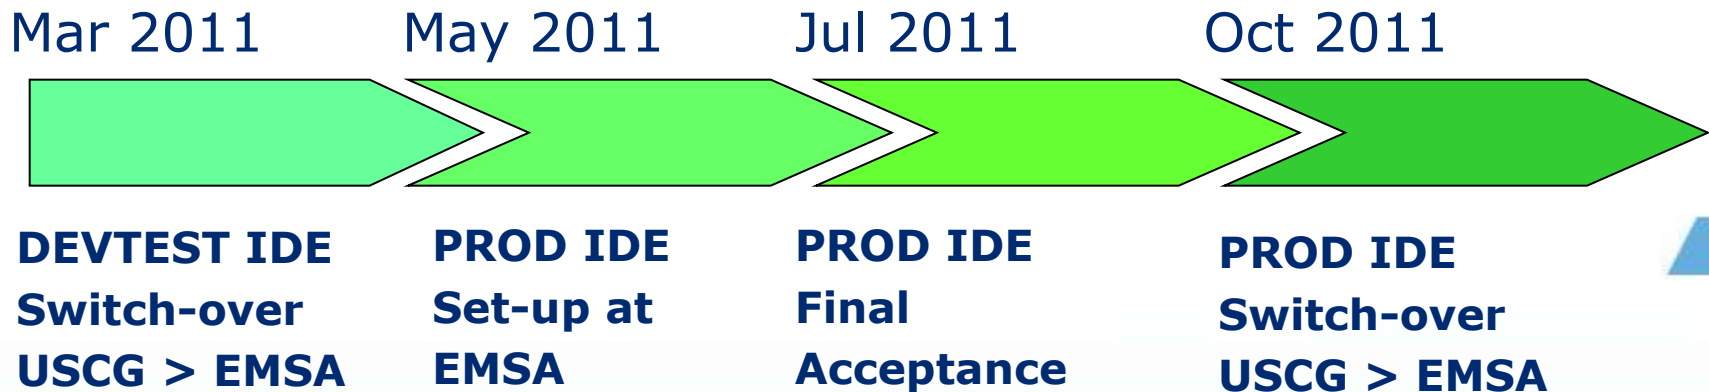 Mar 2011
May 2011
Jul 2011
Oct 2011
DEVTEST IDE
Switch-over
USCG > EMSA
PROD IDE
Set-up at
EMSA
PROD IDE
Final
Acceptance
PROD IDE
Switch-over
USCG > EMSA